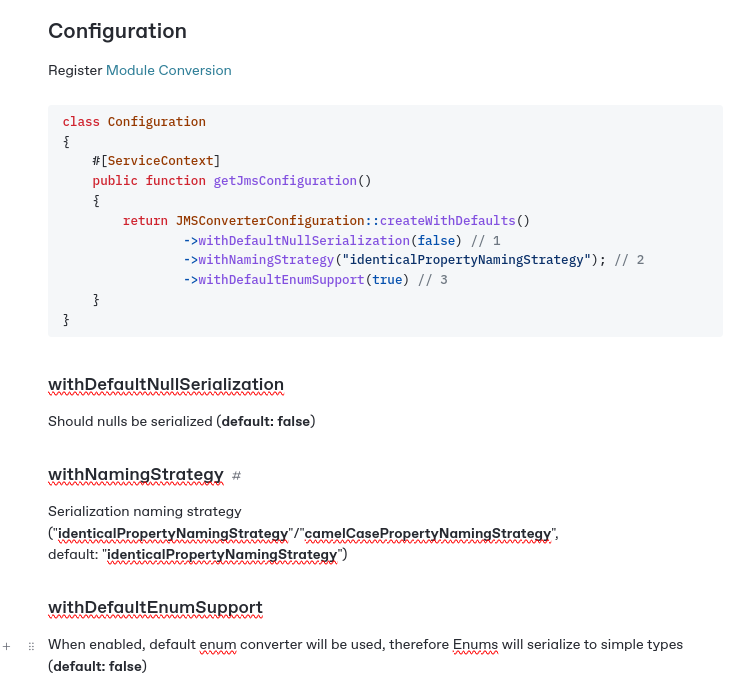 Configuration
Register Module Conversion
class Configuration
{
    #[ServiceContext]
    public function getJmsConfiguration()
    {
        return JMSConverterConfiguration::createWithDefaults()
                ->withDefaultNullSerialization(false) // 1
                ->withNamingStrategy("identicalPropertyNamingStrategy"); // 2
                ->withDefaultEnumSupport(true) // 3
    }
}
withDefaultNullSerialization
Should nulls be serialized (default: false)
withNamingStrategy #
Serialization naming strategy
("identicalPropertyNamingStrategy"/"camelCasePropertyNamingStrategy",
default: "identicalPropertyNamingStrategy")
withDefaultEnumSupport
When enabled, default enum converter will be used, therefore Enums will serialize to simple types
(default: false)